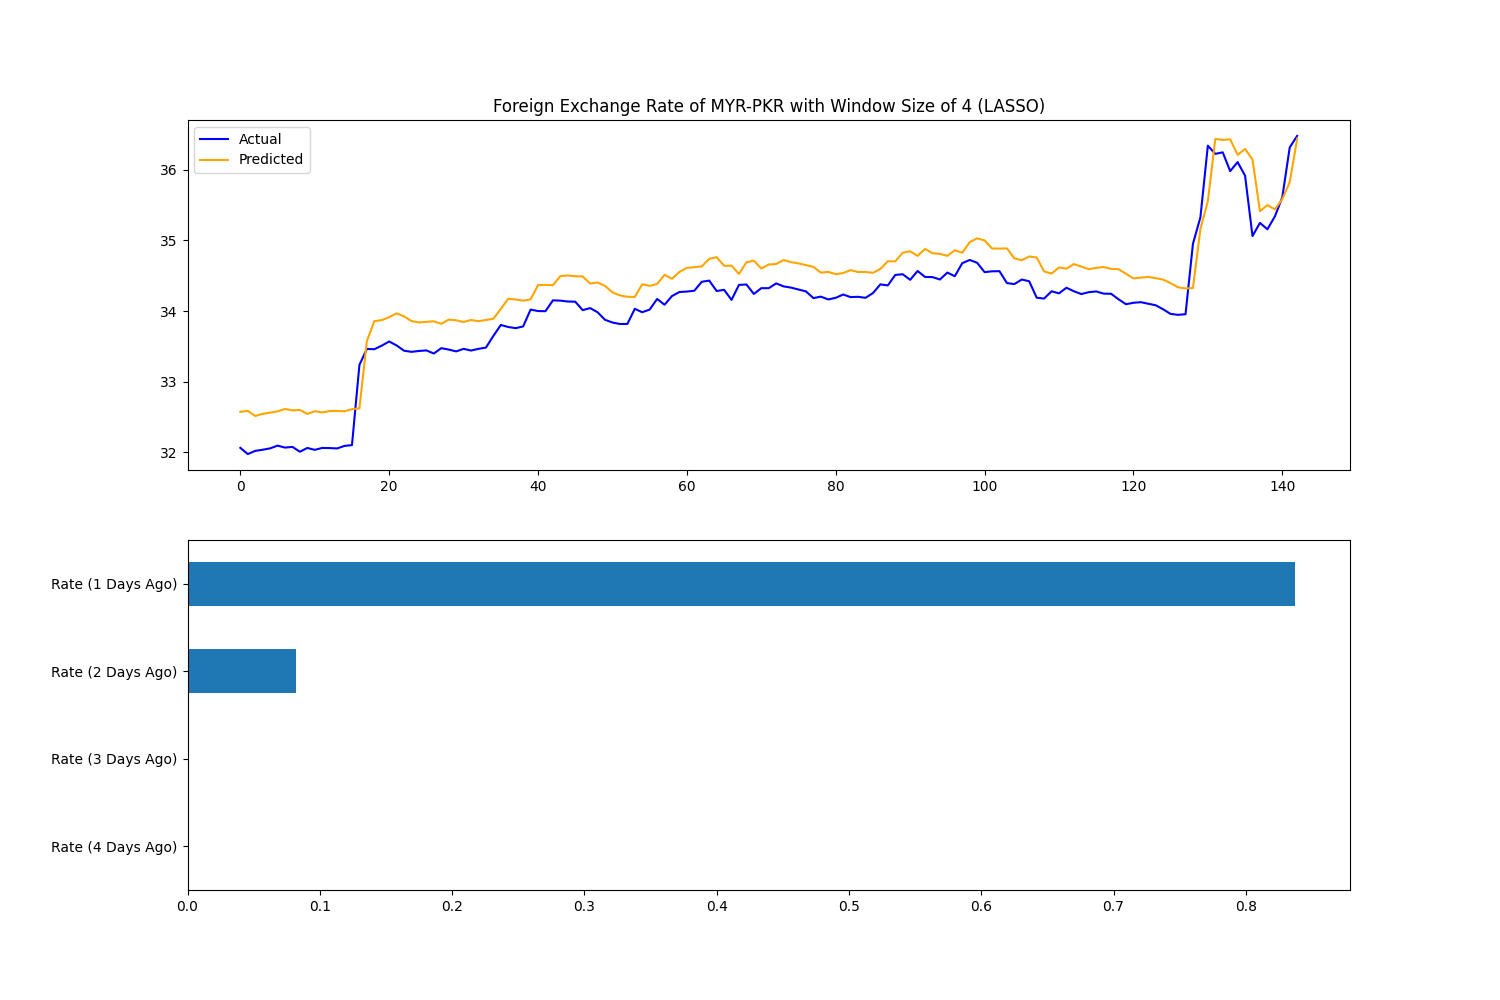 Foreign Exchange Rate of MYR-PKR with Window Size of 4 (LASSO)
Actual
Predicted
36
35
34
33
32
0 20 40 60 80 100 120 140
Rate (1 Days Ago)
Rate (2 Days Ago)
Rate (3 Days Ago)
Rate (4 Days Ago)
0.0 0.1 0.2 0.3 0.4 0.5 0.6 0.7 0.8